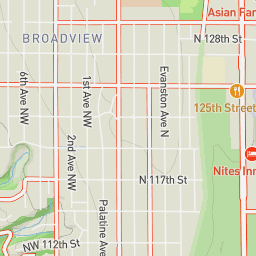 Asian Far
BROADVIEW
N 128th St
6th Ave NW
1st Ave NW
Evanston Ave N
125th Street
2nd Ave NW
Nites Inn
N 117th St
Palatine Ave
NW 112th St